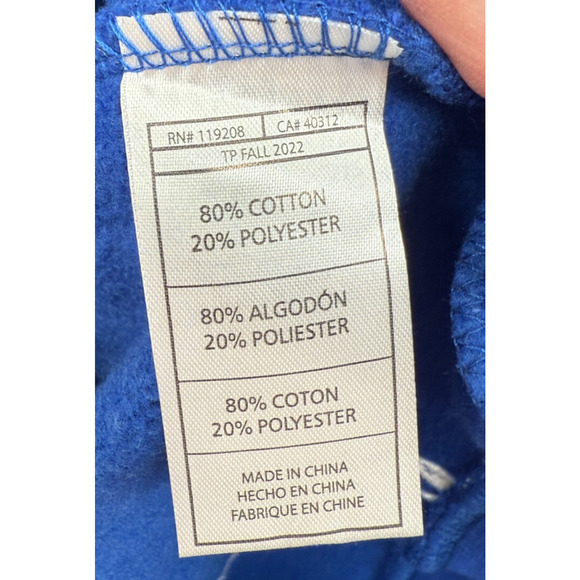 RN# 119208 CA# 40312
TP FALL 2022
80% COTTON
20% POLYESTER
80% ALGODÓN
20% POLIESTER
80% COTON
20% POLYESTER
MADE IN CHINA
HECHO EN CHINA
FABRIQUE EN CHINE